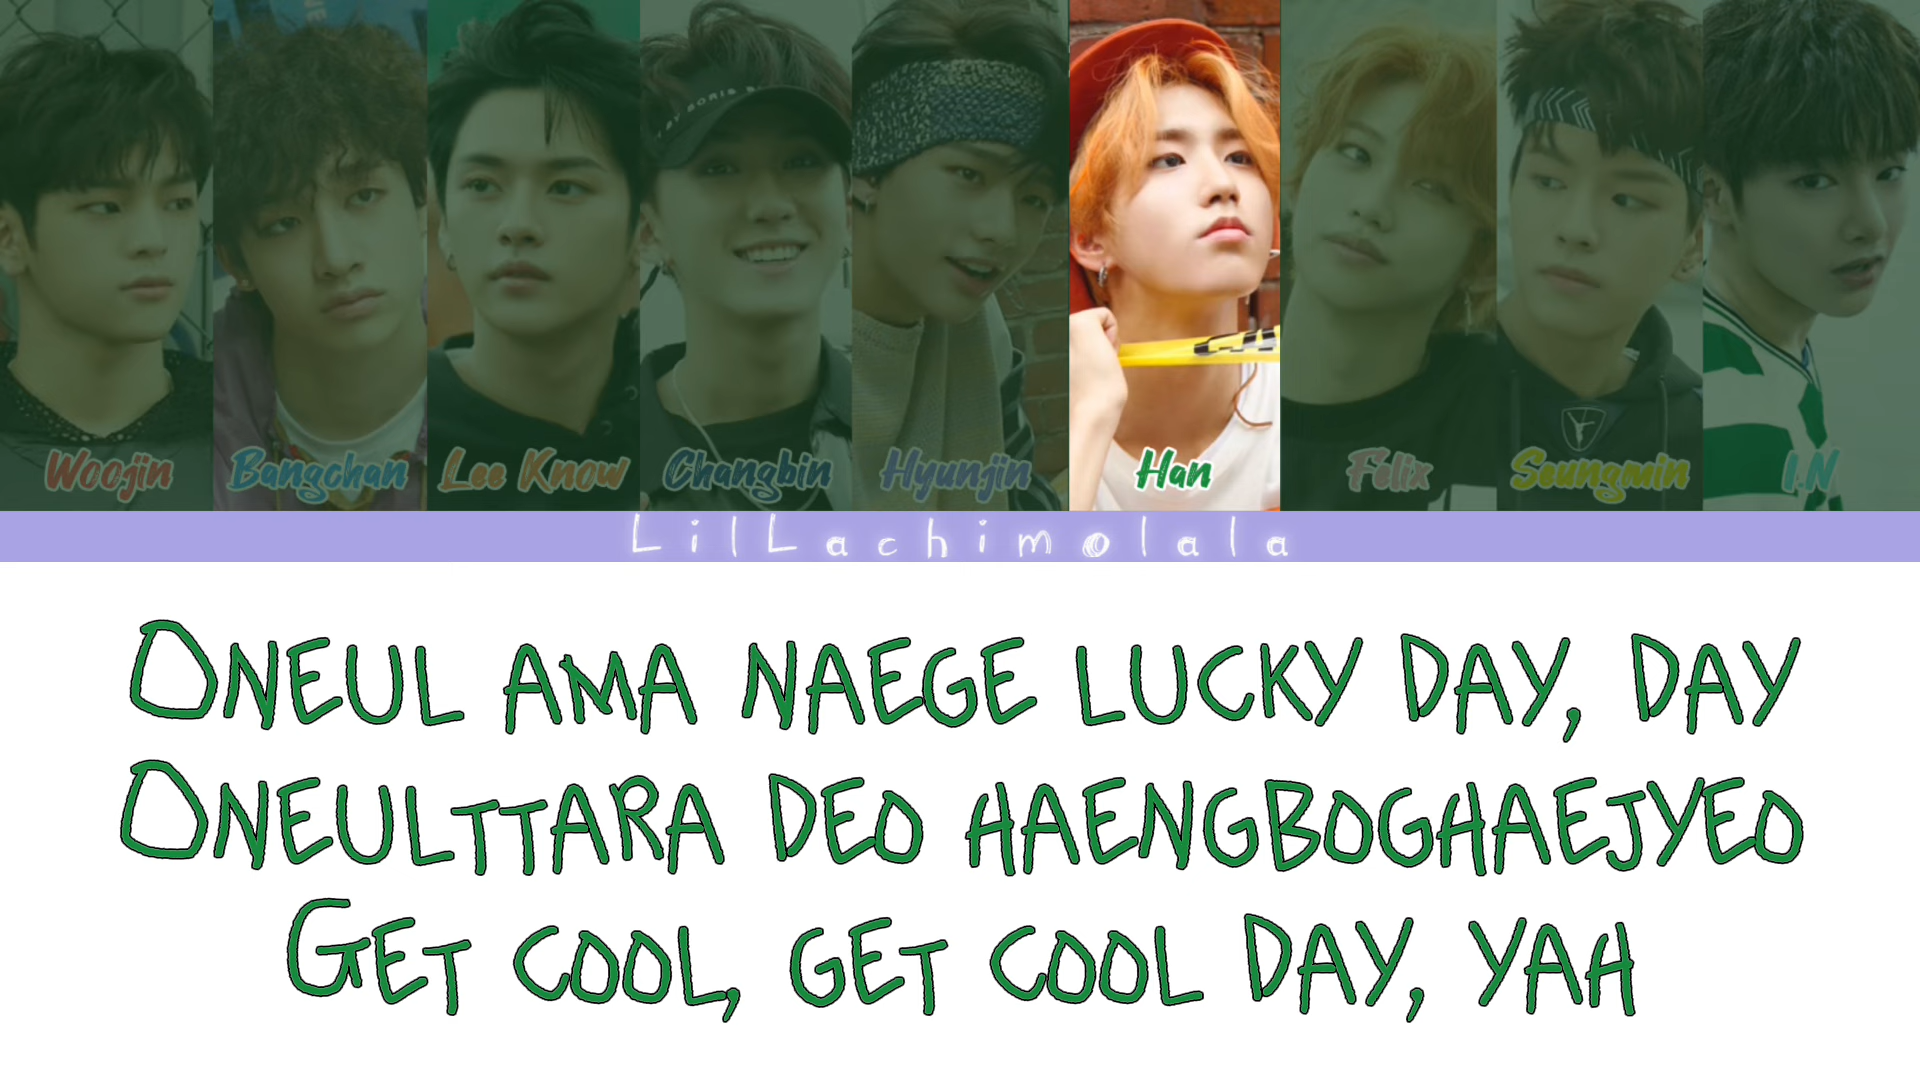 Woojin Bangchan Lee Know Changbin Hyunjin Han Felix Seungmin I.N
LilLachimolala
Oneul ama naege lucky day, day
Oneulttara deo haengboghaejyeo
Get cool, get cool day, yah